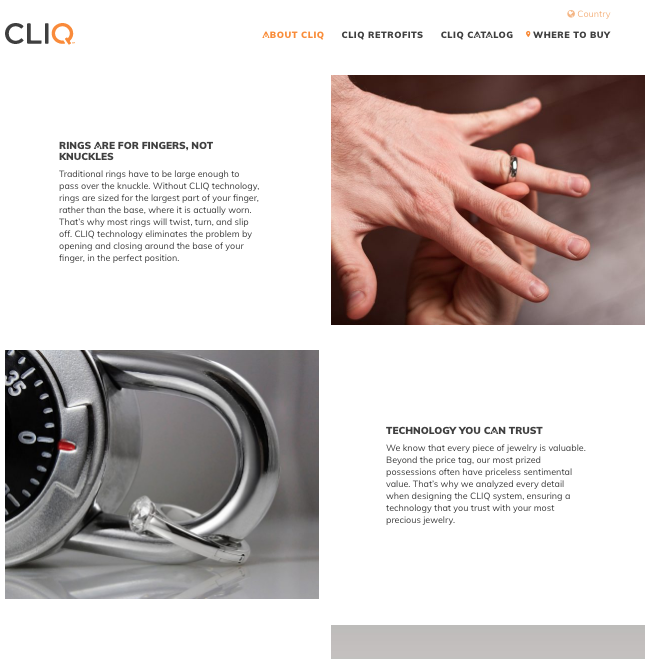 Country
CLIQ
ABOUT CLIQ CLIQ RETROFITS CLIQ CATALOG WHERE TO BUY
RINGS ARE FOR FINGERS, NOT
KNUCKLES
Traditional rings have to be large enough to
pass over the knuckle. Without CLIQ technology,
rings are sized for the largest part of your finger,
rather than the base, where it is actually worn.
That's why most rings will twist, turn, and slip
off. CLIQ technology eliminates the problem by
opening and closing around the base of your
finger, in the perfect position.
35
0
TECHNOLOGY YOU CAN TRUST
We know that every piece of jewelry is valuable.
Beyond the price tag, our most prized
possessions often have priceless sentimental
value. That's why we analyzed every detail
when designing the CLIQ system, ensuring a
technology that you trust with your most
precious jewelry.